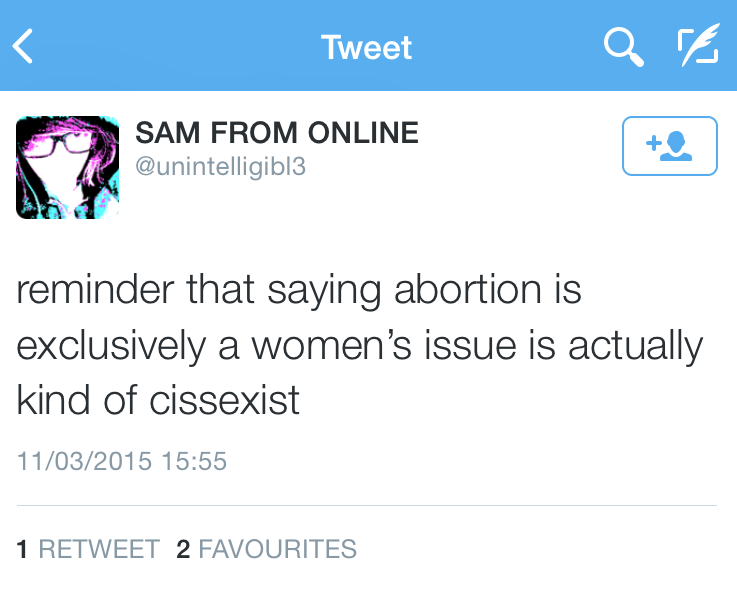 Tweet
SAM FROM ONLINE
@unintelligibl3
reminder that saying abortion is
exclusively a women’s issue is actually
kind of cissexist
11/03/2015 15:55
1 RETWEET 2 FAVOURITES